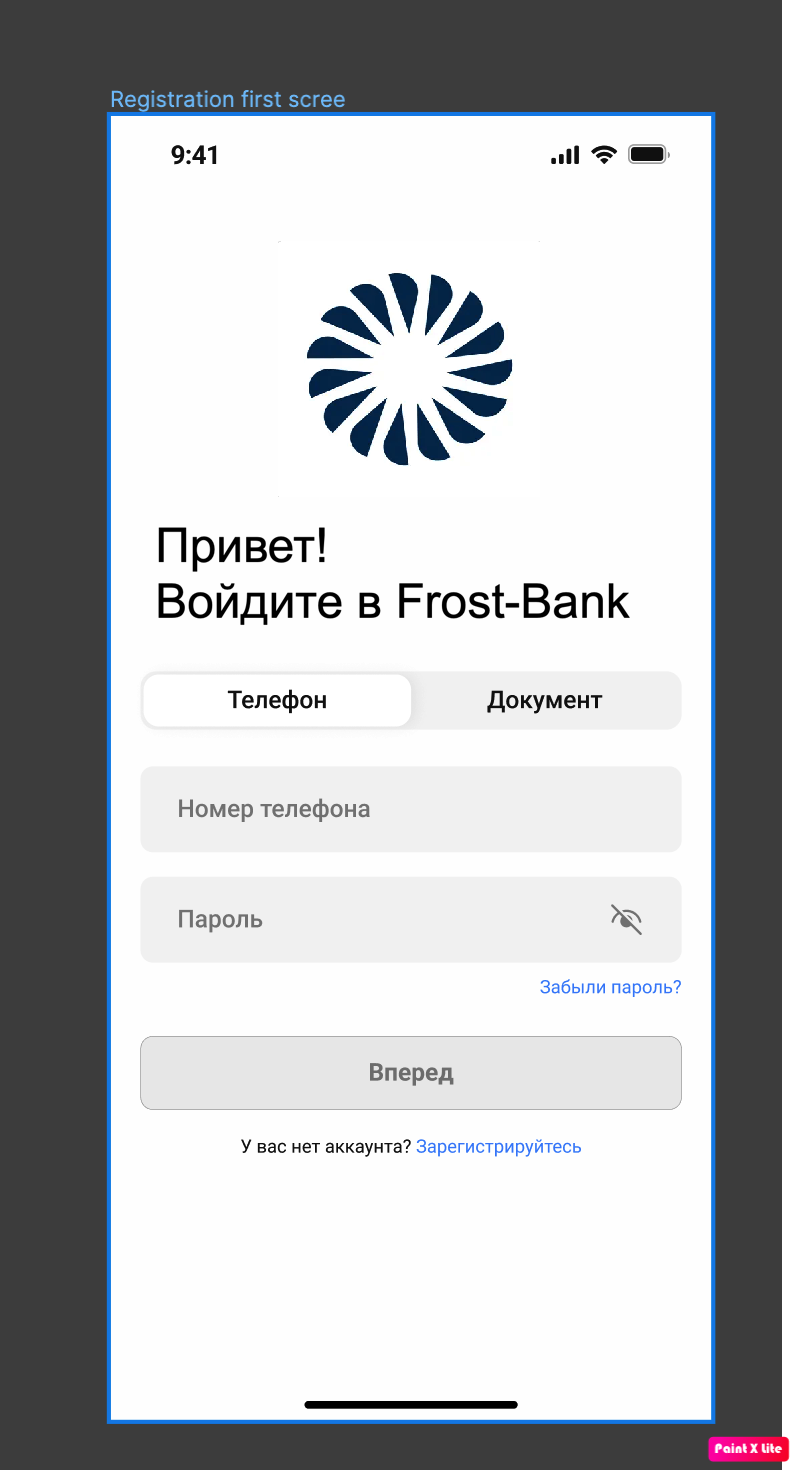 Registration first scree
9:41
Привет!
Войдите в Frost-Bank
Телефон Документ
Номер телефона
Пароль
Забыли пароль?
Вперед
У вас нет аккаунта? Зарегистрируйтесь
Paint X Lite